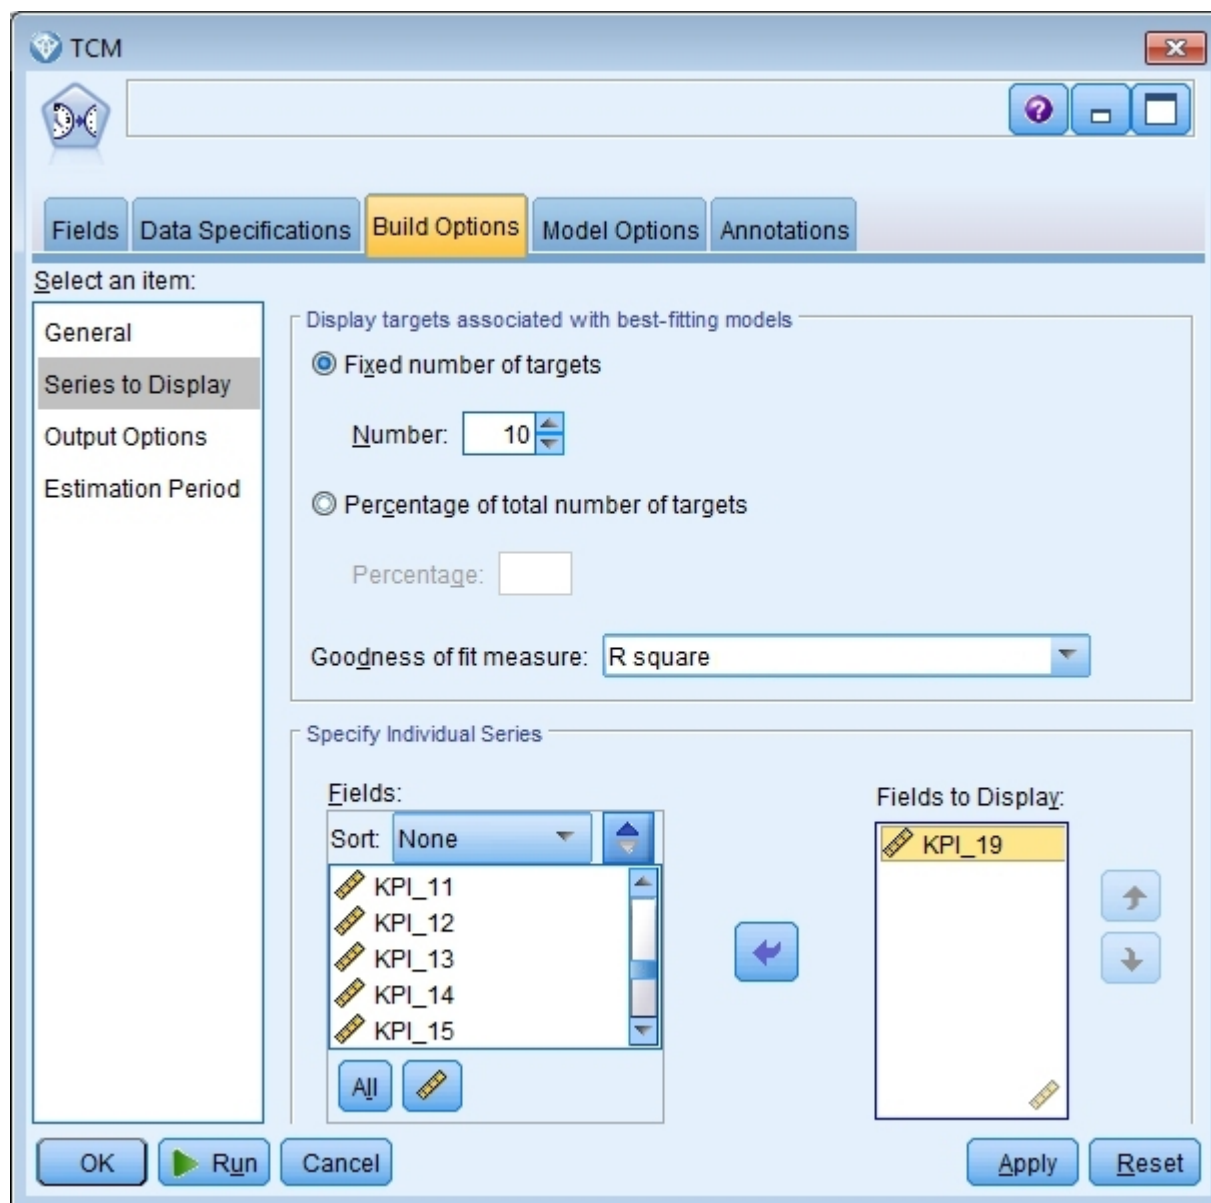 TCM
Fields Data Specifications Build Options Model Options Annotations
Select an item:
General
Series to Display
Output Options
Estimation Period
Display targets associated with best-fitting models
Fixed number of targets
Number: 10
Percentage of total number of targets
Percentage:
Goodness of fit measure: R square
Specify Individual Series
Fields:
Sort: None
KPI_11
KPI_12
KPI_13
KPI_14
KPI_15
All
Fields to Display:
KPI_19
OK Run Cancel Apply Reset